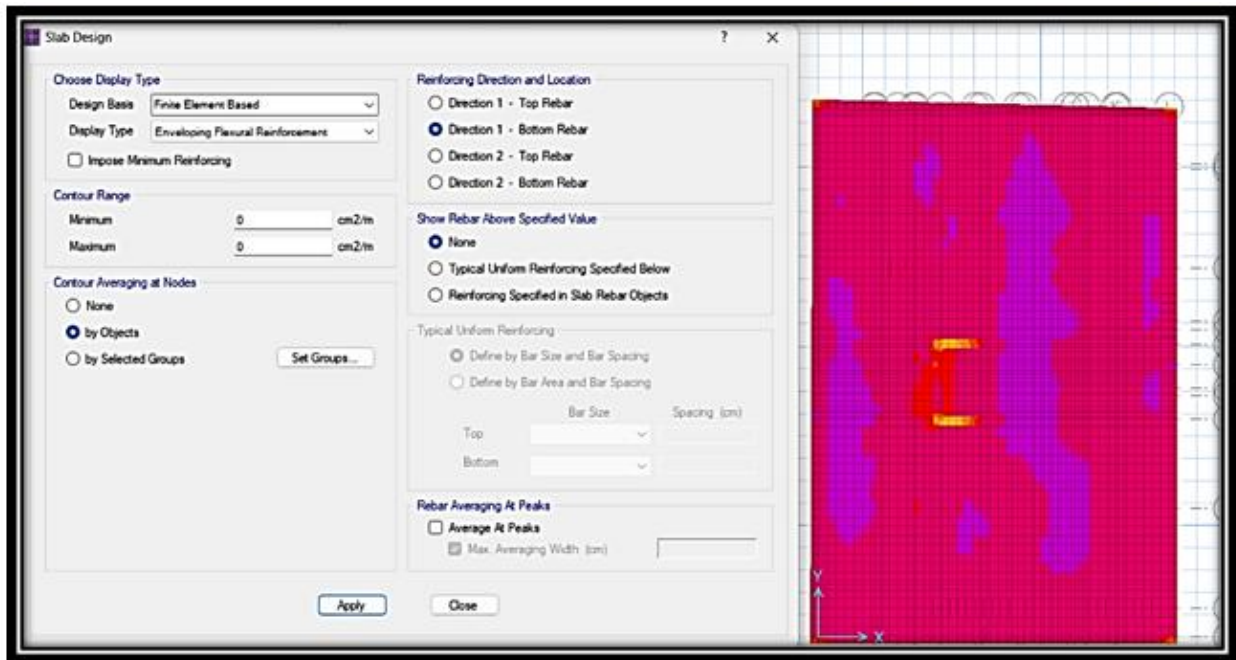 Slab Design
?
Choose Display Type
Design Basis Finite Element Based
Display Type Enveloping Flexural Reinforcement
Impose Minimum Reinforcing
Contour Range
Minimum 0 cm2/m
Maximum 0 cm2/m
Contour Averaging at Nodes
None
by Objects
by Selected Groups Set Groups...
Reinforcing Direction and Location
Direction 1 - Top Rebar
Direction 1 - Bottom Rebar
Direction 2 - Top Rebar
Direction 2 - Bottom Rebar
Show Rebar Above Specified Value
None
Typical Uniform Reinforcing Specified Below
Reinforcing Specified in Slab Rebar Objects
Typical Uniform Reinforcing
Define by Bar Size and Bar Spacing
Define by Bar Area and Bar Spacing
Bar Size Spacing (cm)
Top
Bottom
Rebar Averaging At Peaks
Average At Peaks
Max. Averaging Width (cm)
Apply Close
Y
X